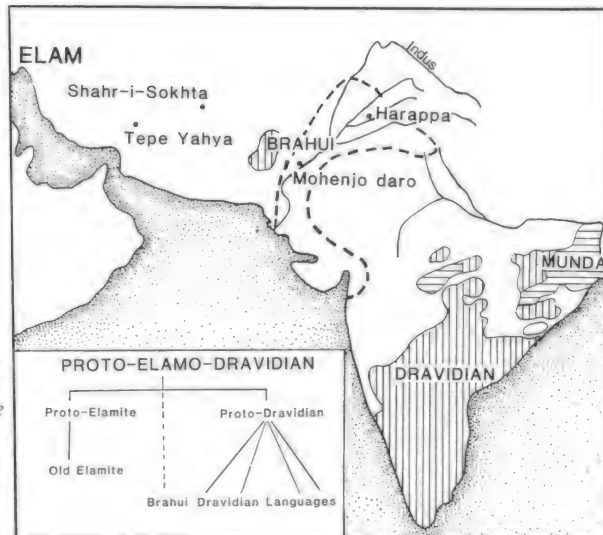 ELAM
Indus
Shahr-i-Sokhta
Harappa
Tepe Yahya
BRAHUI
Mohenjo daro
MUNDA
DRAVIDIAN
PROTO-ELAMO-DRAVIDIAN
Proto-Elamite Proto-Dravidian
Old Elamite
Brahui Dravidian Languages